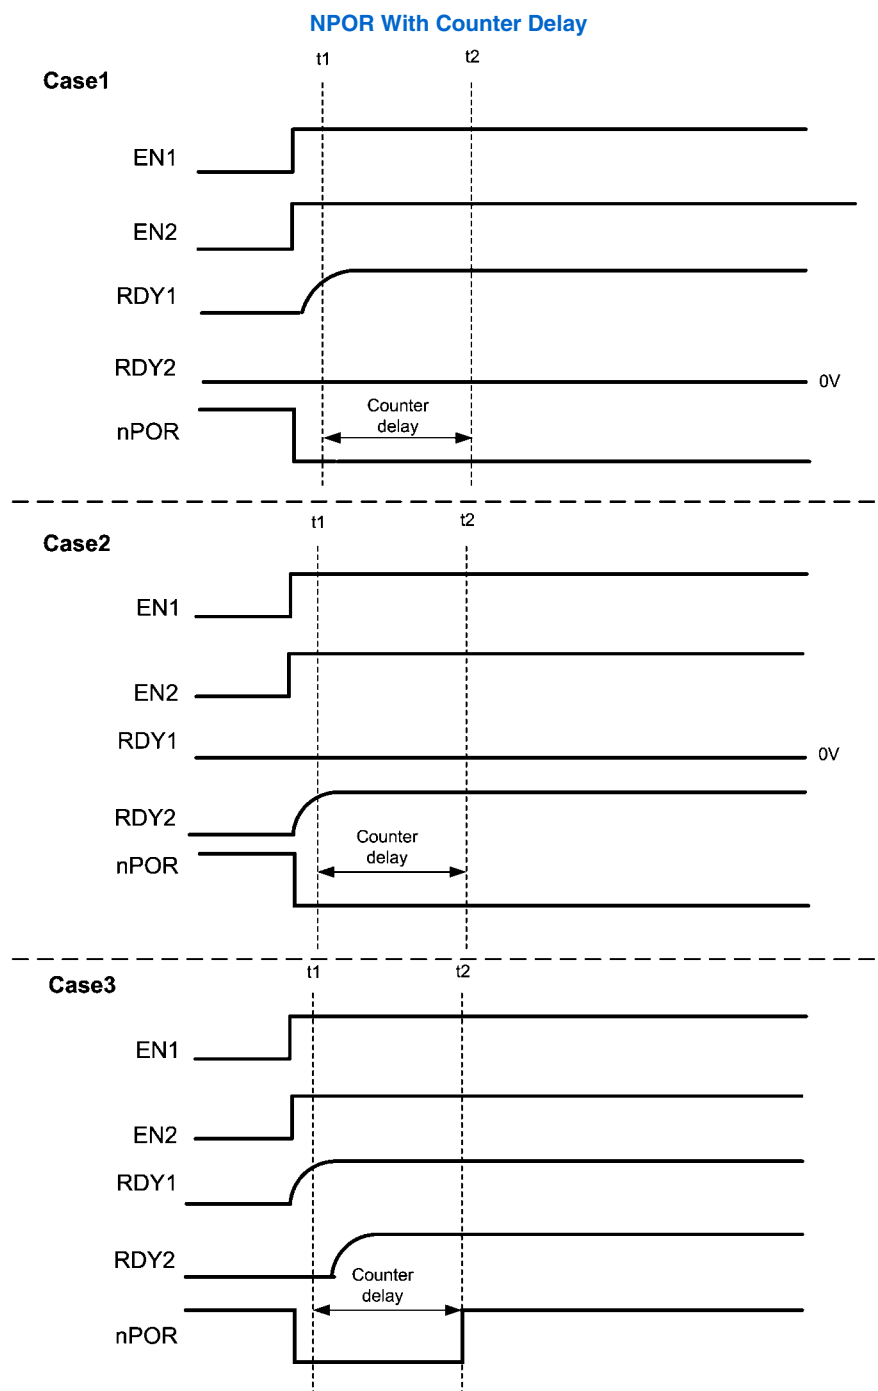 NPOR With Counter Delay
t1
t2
Case1
EN1
EN2
RDY1
RDY2
0V
Counter
delay
nPOR
t1
t2
Case2
EN1
EN2
RDY1
0V
RDY2
Counter
delay
nPOR
t1
t2
Case3
EN1
EN2
RDY1
RDY2
Counter
delay
nPOR